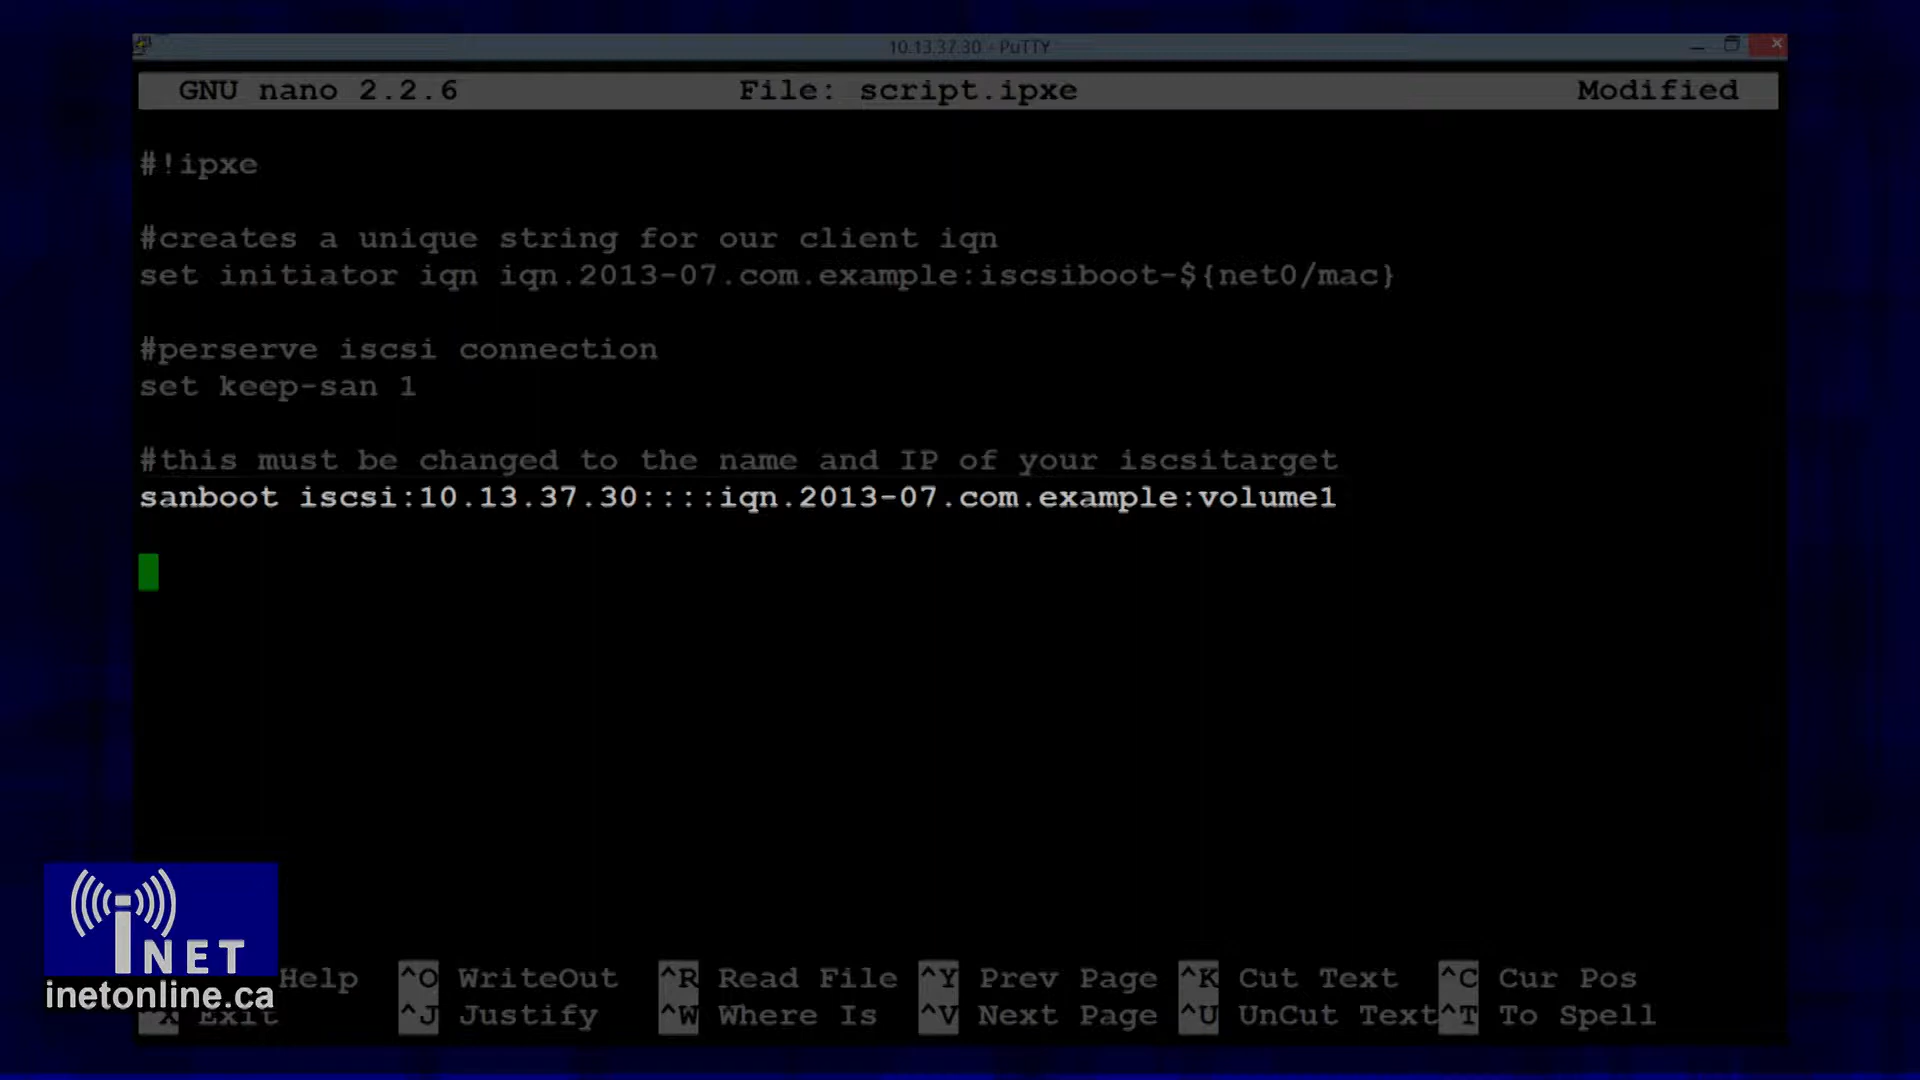 10.13.37.30 - PuTTY
GNU nano 2.2.6 File: script.ipxe Modified
#!ipxe
#creates a unique string for our client iqn
set initiator iqn iqn.2013-07.com.example:iscsiboot-${net0/mac}
#perserve iscsi connection
set keep-san 1
#this must be changed to the name and IP of your iscsitarget
sanboot iscsi:10.13.37.30::::iqn.2013-07.com.example:volume1
iNET
inetonline.ca
Help ^O WriteOut ^R Read File ^Y Prev Page ^K Cut Text ^C Cur Pos
^X Exit ^J Justify ^W Where Is ^V Next Page ^U UnCut Text ^T To Spell